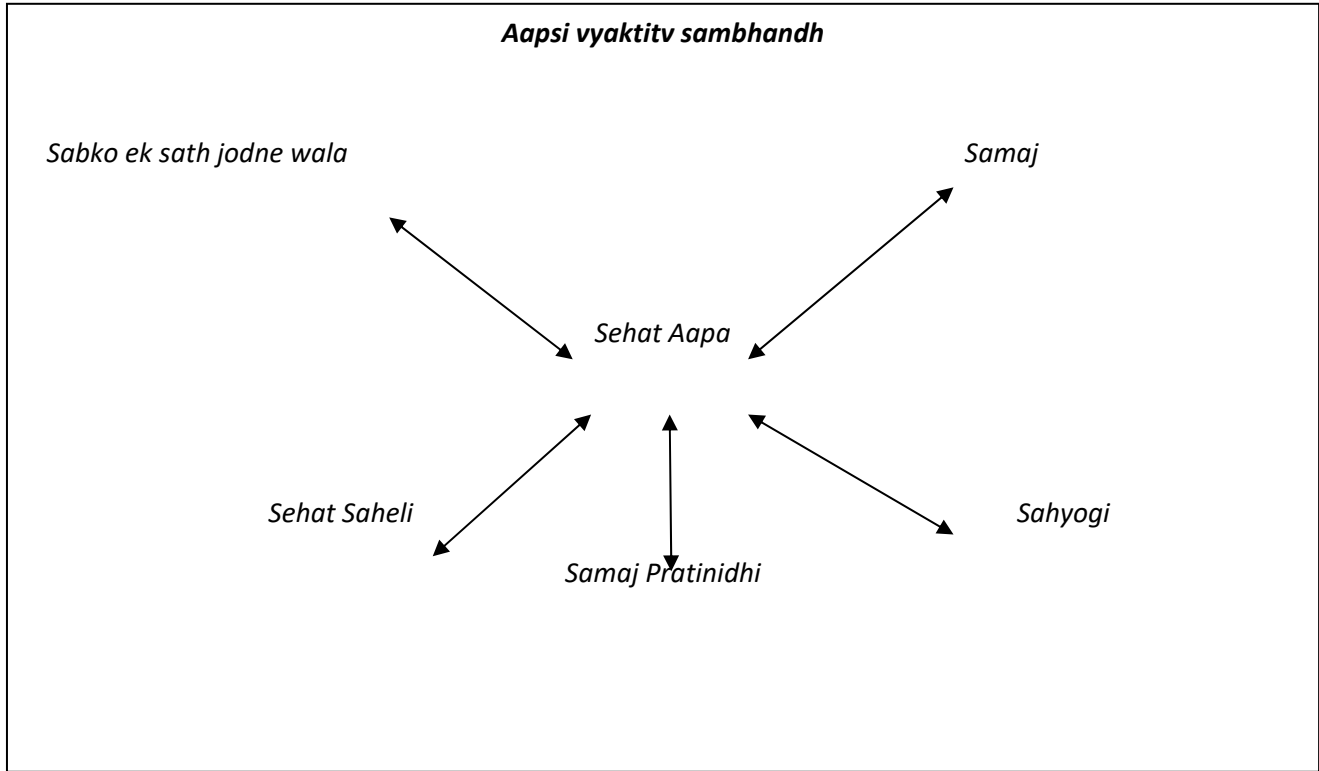 Aapsi vyaktitv sambhandh
Sabko ek sath jodne wala
Samaj
Sehat Aapa
Sehat Saheli
Sahyogi
Samaj Pratinidhi